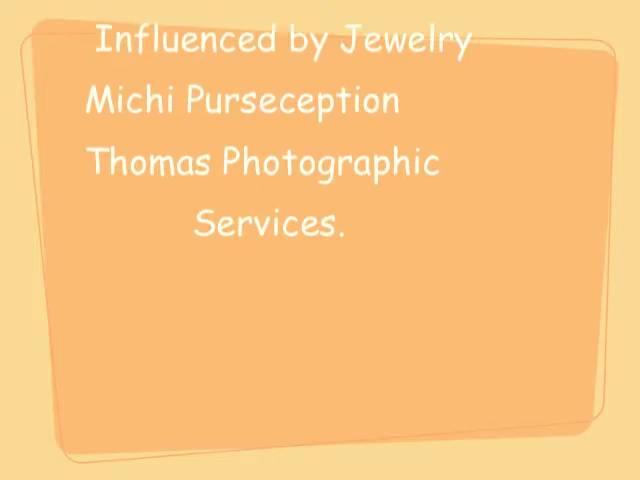 Influenced by Jewelry
Michi Purseception
Thomas Photographic
Services.